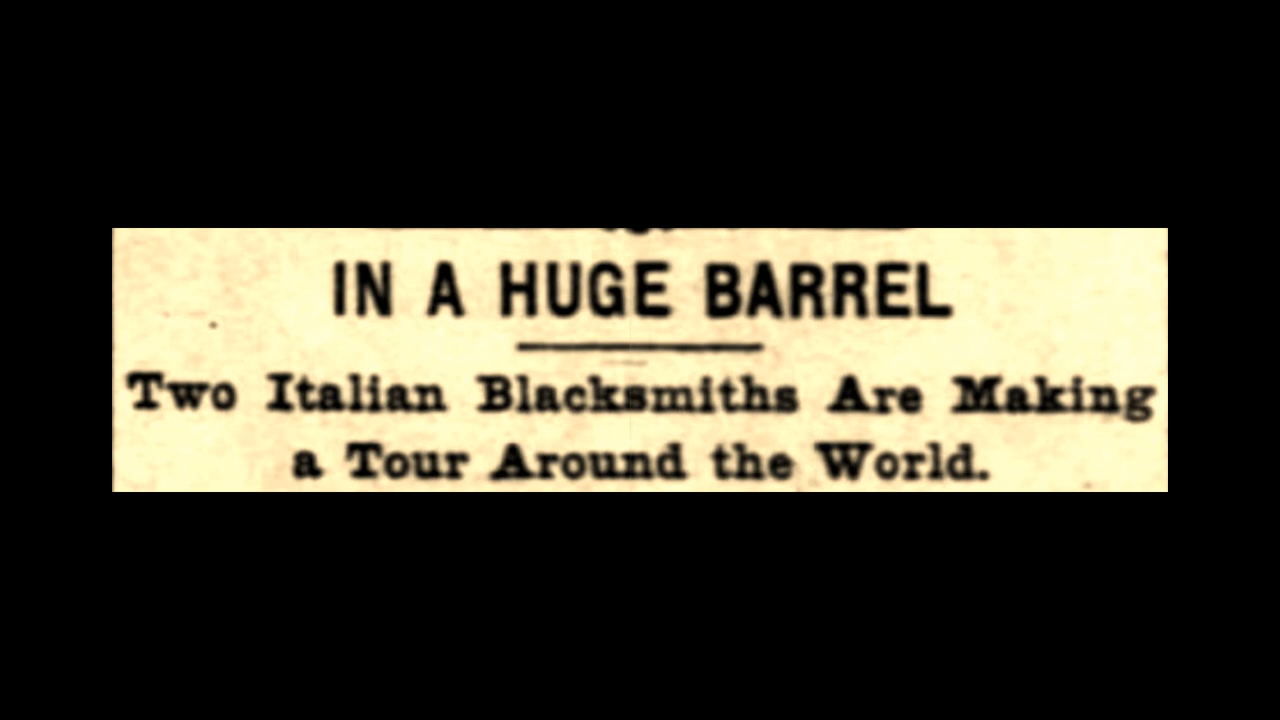 IN A HUGE BARREL
Two Italian Blacksmiths Are Making
a Tour Around the World.